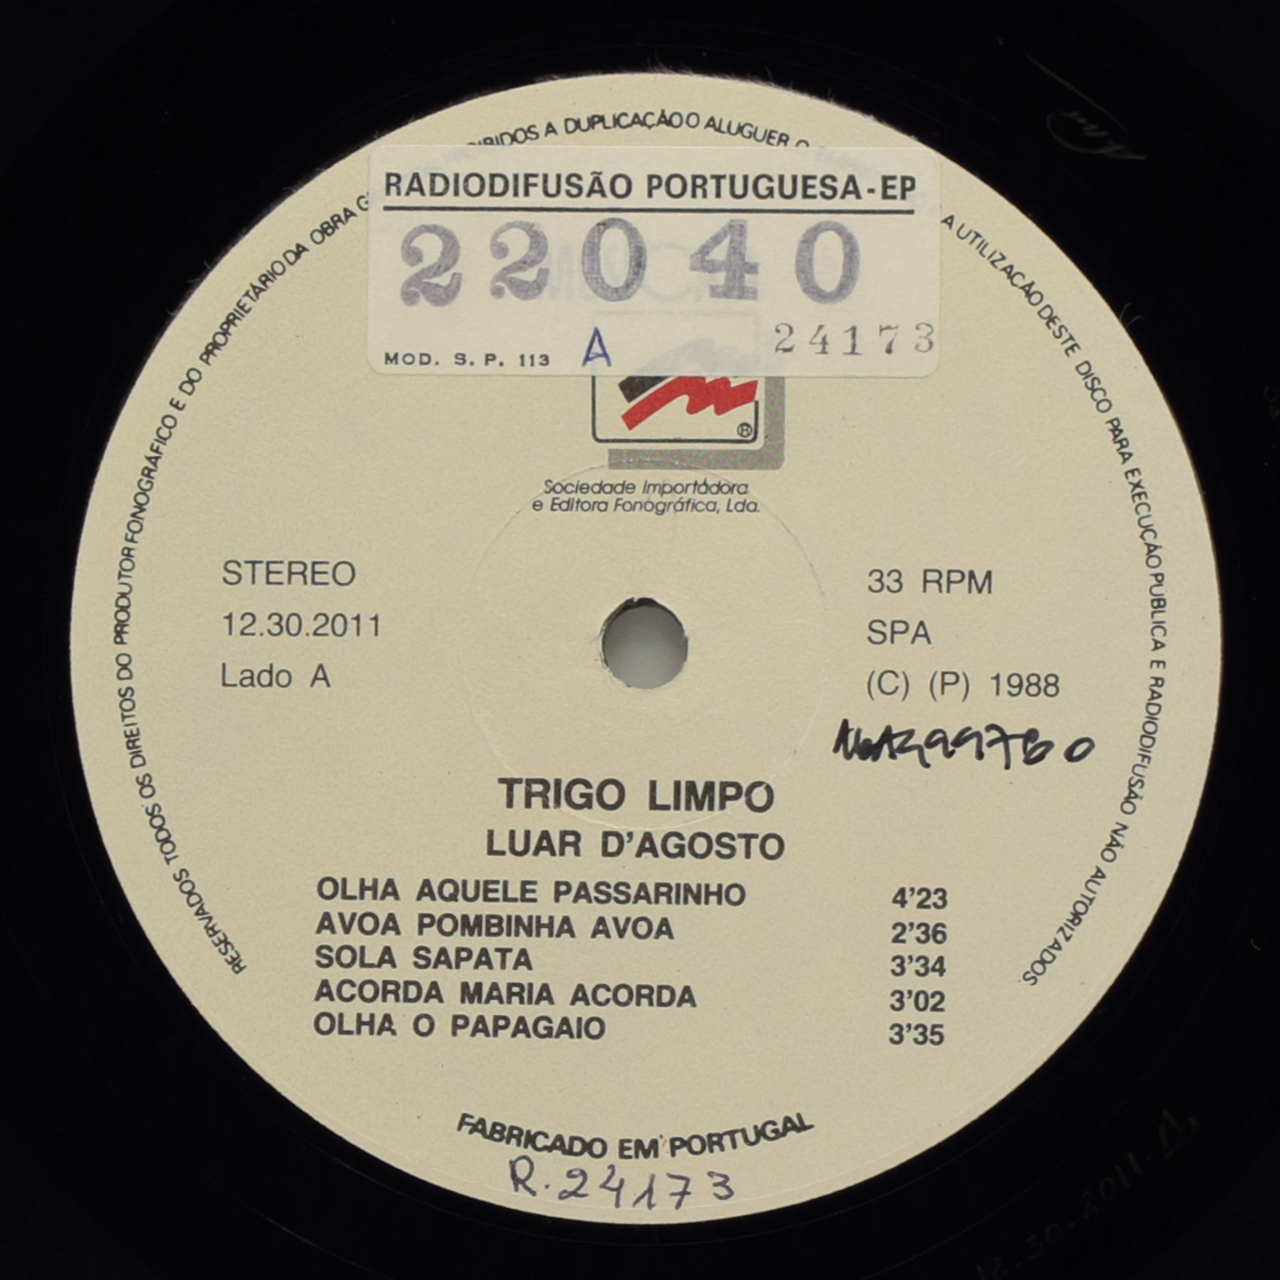 RESERVADOS TODOS OS DIREITOS DO PRODUTOR FONOGRÁFICO E DO PROPRIETÁRIO DA OBRA
A DUPLICAÇÃO O ALUGUER O
A UTILIZAÇÃO DESTE DISCO PARA EXECUÇÃO PUBLICA E RADIODIFUSÃO NÃO AUTORIZADOS.
RADIODIFUSÃO PORTUGUESA-EP
22040
MOD. S. P. 113 A 24173
®
Sociedade Importadora
e Editora Fonográfica, Lda.
STEREO
12.30.2011
Lado A
33 RPM
SPA
(C) (P) 1988
TRIGO LIMPO
LUAR D'AGOSTO
OLHA AQUELE PASSARINHO 4'23
AVOA POMBINHA AVOA 2'36
SOLA SAPATA 3'34
ACORDA MARIA ACORDA 3'02
OLHA O PAPAGAIO 3'35
FABRICADO EM PORTUGAL
R. 24173